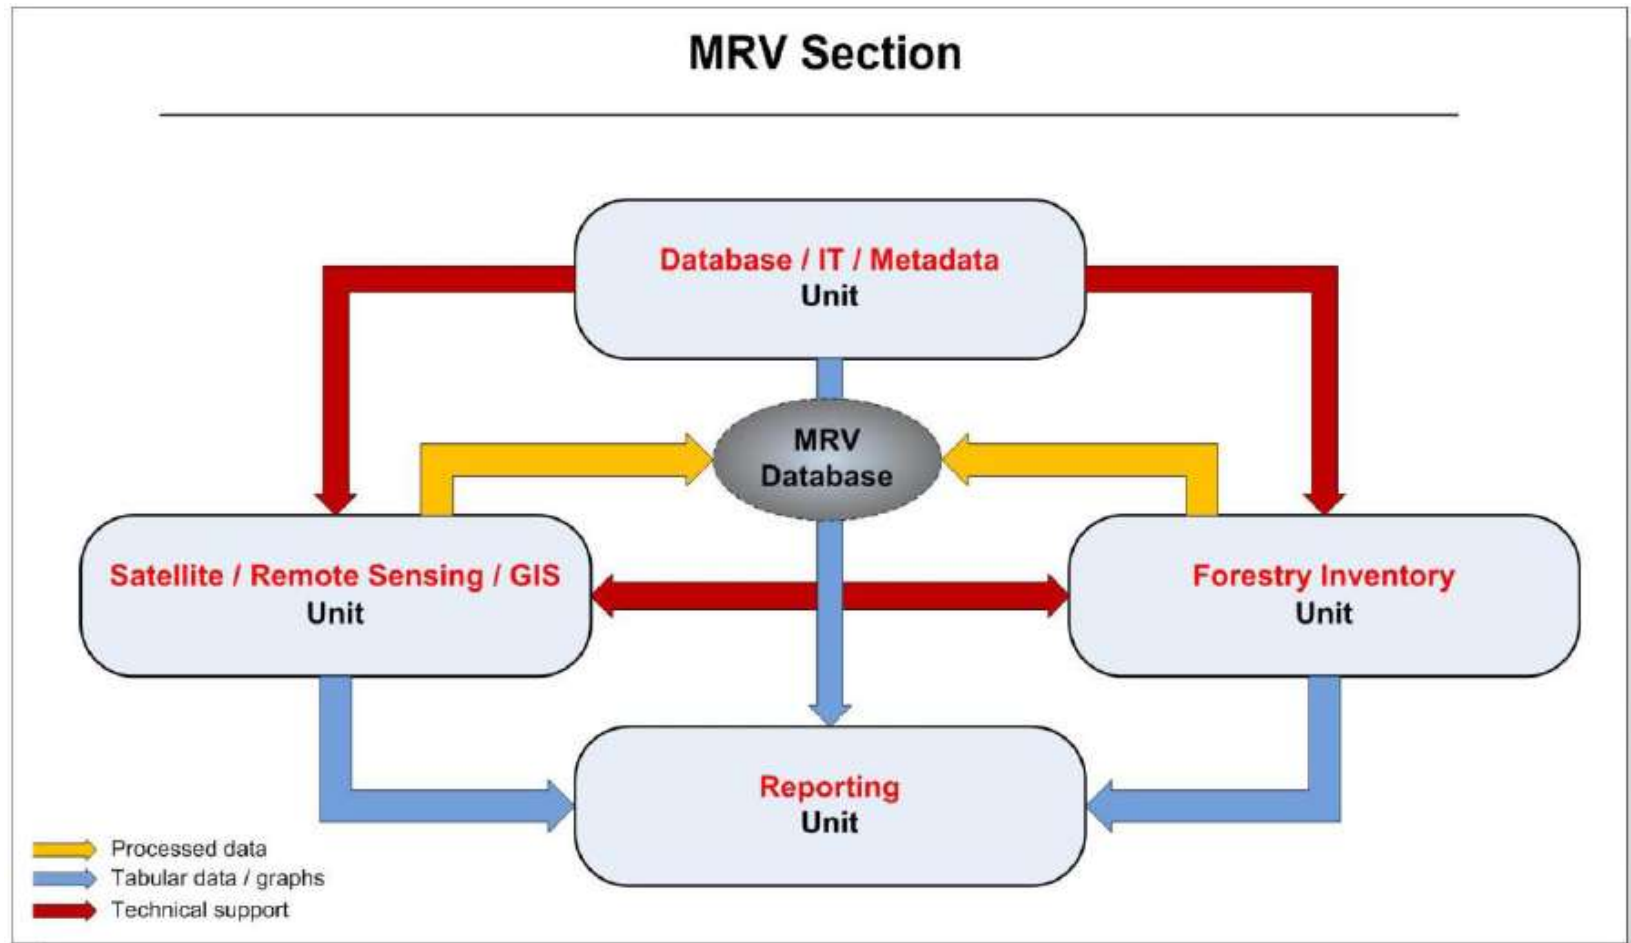 MRV Section
Database / IT / Metadata
Unit
MRV
Database
Satellite / Remote Sensing / GIS
Unit
Forestry Inventory
Unit
Reporting
Unit
Processed data
Tabular data / graphs
Technical support